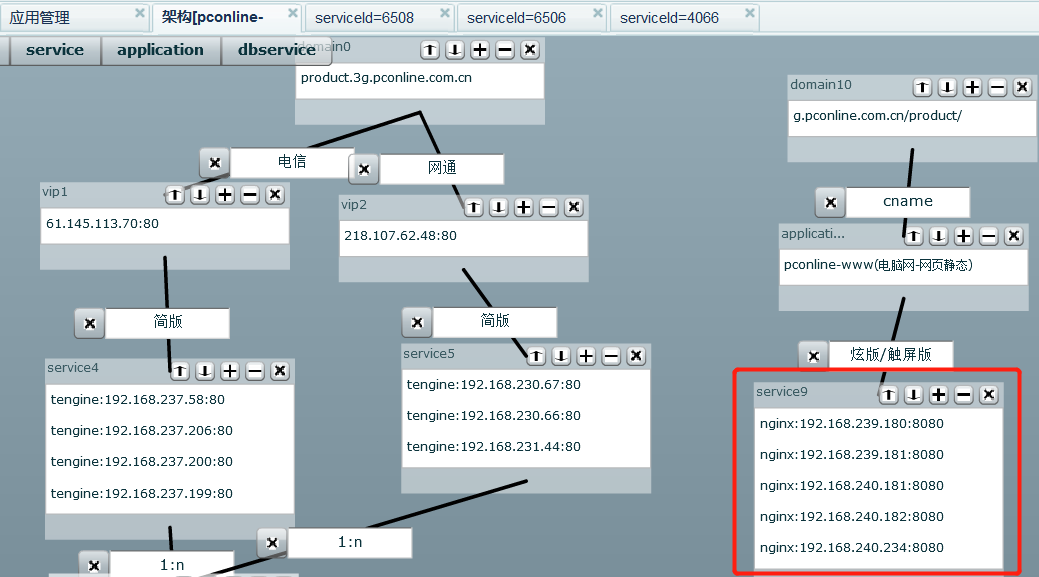 应用管理
架构[pconline-
serviceId=6508
serviceId=6506
serviceId=4066
service
application
dbservice
domain0
product.3g.pconline.com.cn
domain10
g.pconline.com.cn/product/
电信
网通
vip1
61.145.113.70:80
vip2
218.107.62.48:80
cname
applicati...
pconline-www(电脑网-网页静态)
简版
简版
炫版/触屏版
service4
tengine:192.168.237.58:80
tengine:192.168.237.206:80
tengine:192.168.237.200:80
tengine:192.168.237.199:80
service5
tengine:192.168.230.67:80
tengine:192.168.230.66:80
tengine:192.168.231.44:80
service9
nginx:192.168.239.180:8080
nginx:192.168.239.181:8080
nginx:192.168.240.181:8080
nginx:192.168.240.182:8080
nginx:192.168.240.234:8080
1:n
1:n